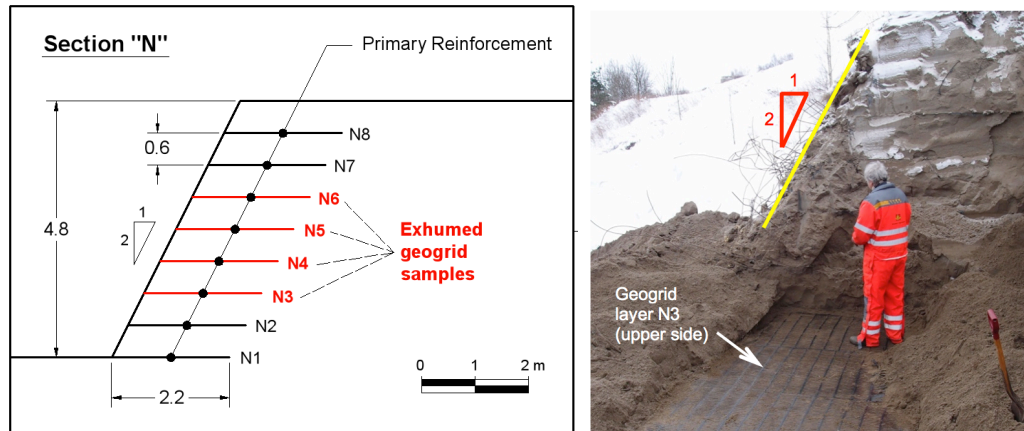 Section "N"
Primary Reinforcement
N8
0.6
N7
N6
1
2
4.8
N5
Exhumed
geogrid
samples
N4
N3
N2
N1
2.2
0 1 2 m
1
2
Geogrid
layer N3
(upper side)